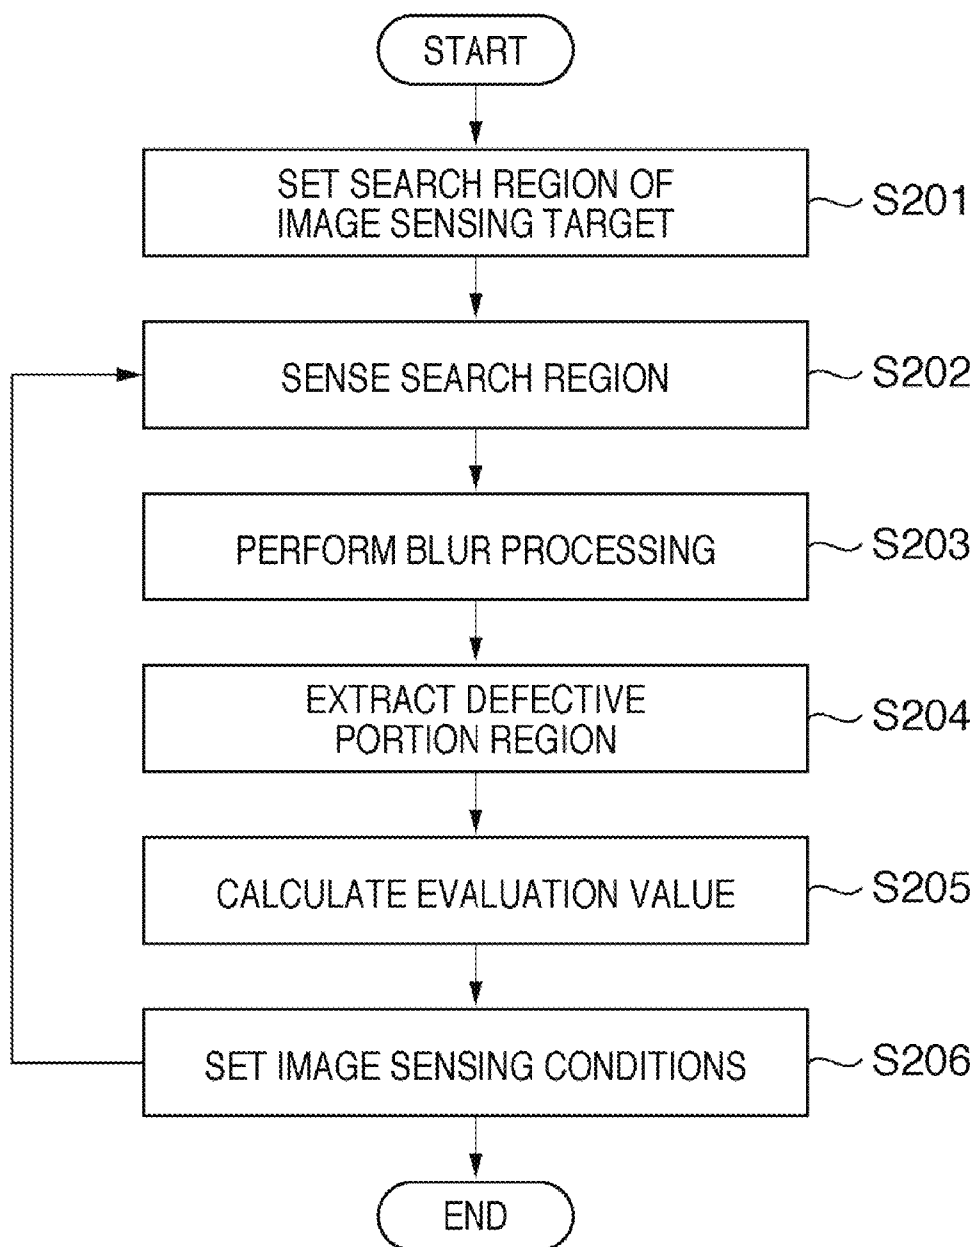 START
SET SEARCH REGION OF
IMAGE SENSING TARGET
S201
SENSE SEARCH REGION
S202
PERFORM BLUR PROCESSING
S203
EXTRACT DEFECTIVE
PORTION REGION
S204
CALCULATE EVALUATION VALUE
S205
SET IMAGE SENSING CONDITIONS
S206
END